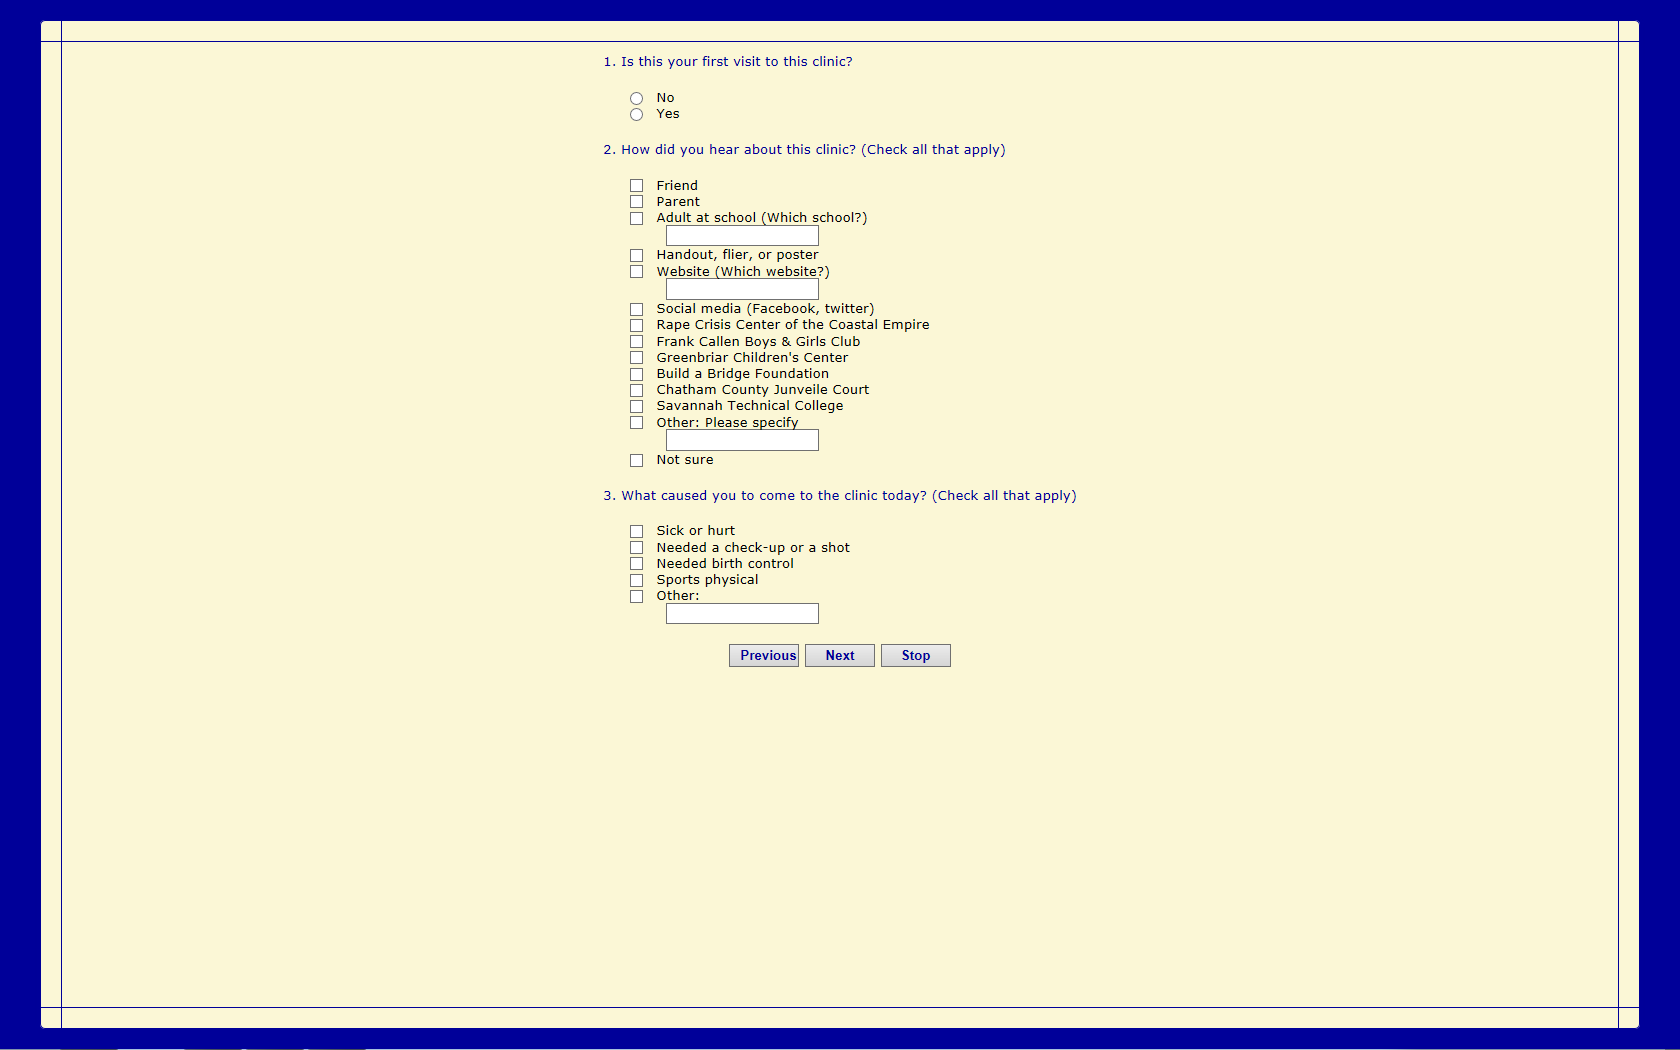 1. Is this your first visit to this clinic?
No
Yes
2. How did you hear about this clinic? (Check all that apply)
Friend
Parent
Adult at school (Which school?)
Handout, flier, or poster
Website (Which website?)
Social media (Facebook, twitter)
Rape Crisis Center of the Coastal Empire
Frank Callen Boys & Girls Club
Greenbriar Children's Center
Build a Bridge Foundation
Chatham County Junveile Court
Savannah Technical College
Other: Please specify
Not sure
3. What caused you to come to the clinic today? (Check all that apply)
Sick or hurt
Needed a check-up or a shot
Needed birth control
Sports physical
Other:
Previous Next Stop